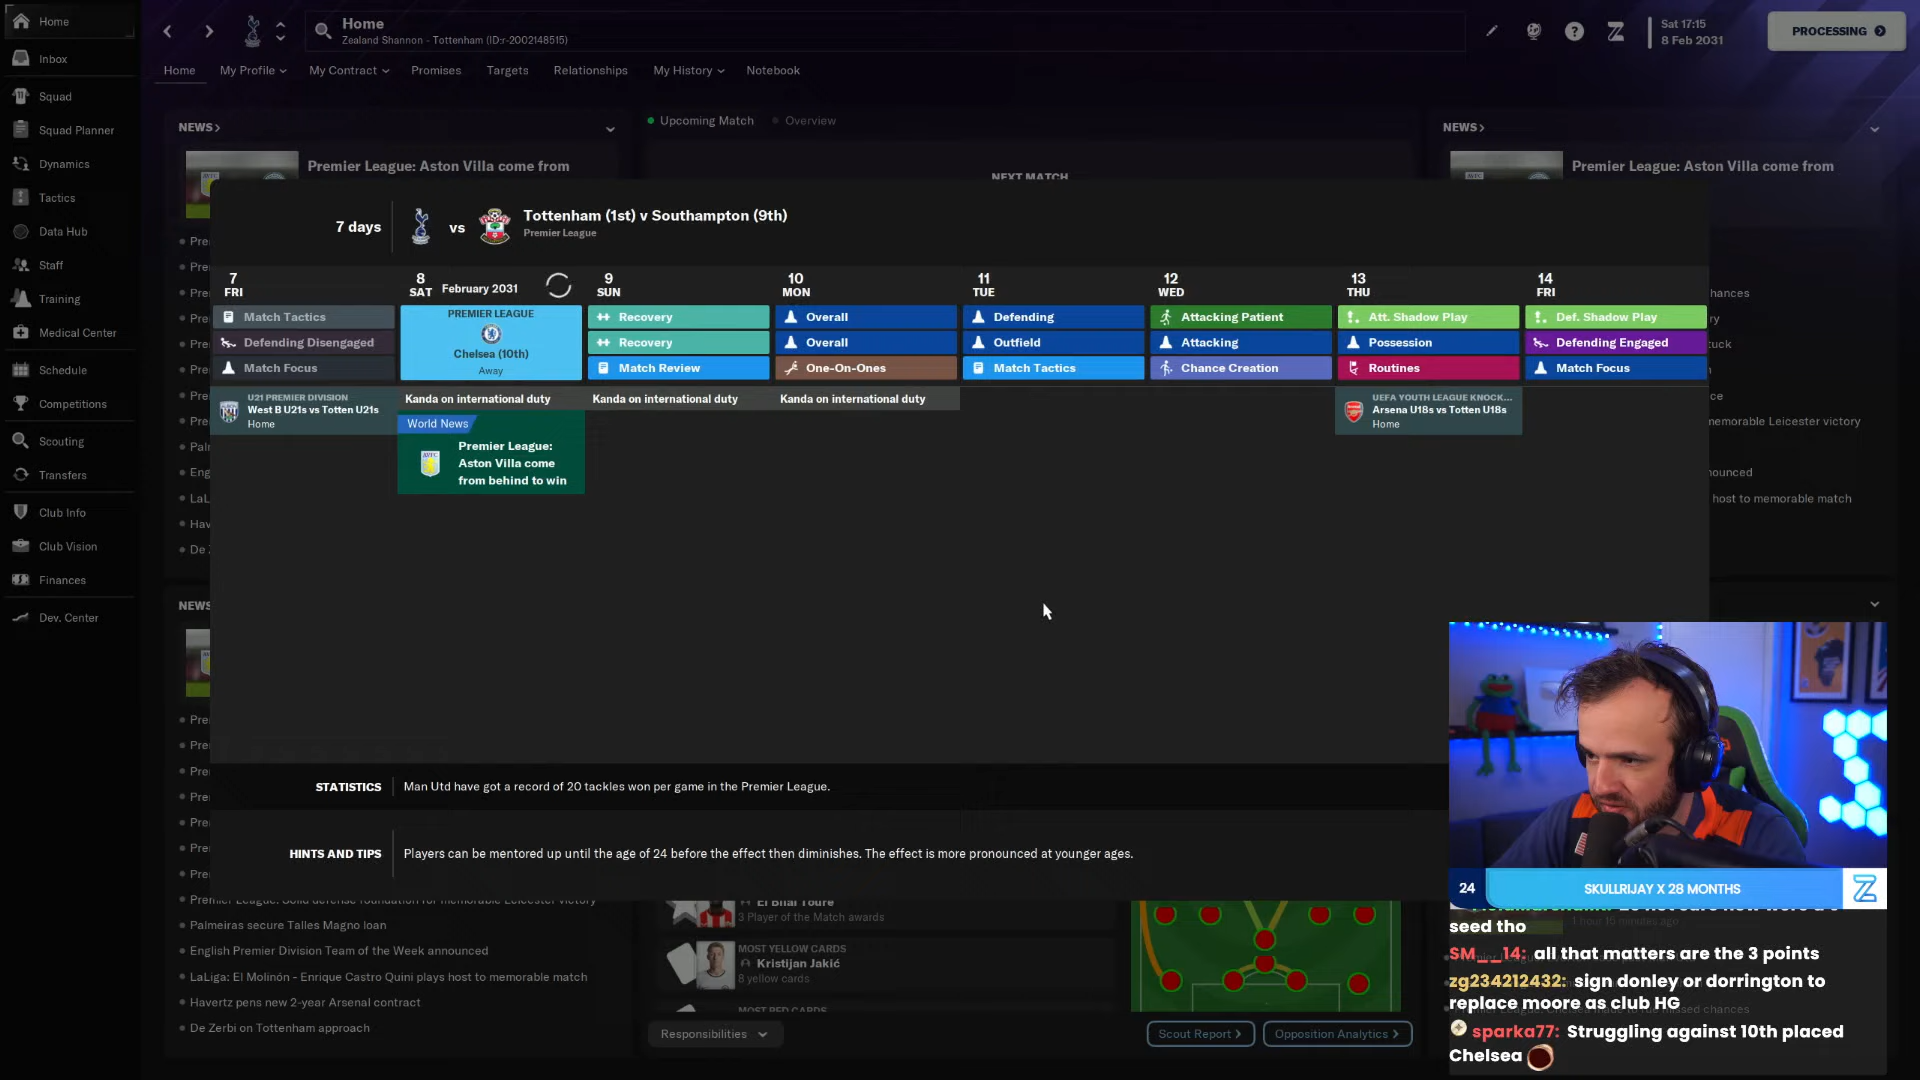 Home
Inbox
Squad
Squad Planner
Dynamics
Tactics
Data Hub
Staff
Training
Medical Center
Schedule
Competitions
Scouting
Transfers
Club Info
Club Vision
Finances
Dev. Center
Home
Zealand Shannon - Tottenham (ID:r-2002148515)
Sat 17:15
8 Feb 2031
PROCESSING
Home
My Profile
My Contract
Promises
Targets
Relationships
My History
Notebook
NEWS>
Premier League: Aston Villa come from
Upcoming Match
Overview
NEXT MATCH
NEWS>
Premier League: Aston Villa come from
7 days
vs
Tottenham (1st) v Southampton (9th)
Premier League
7
FRI
8
SAT
February 2031
9
SUN
10
MON
11
TUE
12
WED
13
THU
14
FRI
Match Tactics
Defending Disengaged
Match Focus
PREMIER LEAGUE
Chelsea (10th)
Away
Recovery
Recovery
Match Review
Overall
Overall
One-On-Ones
Defending
Outfield
Match Tactics
Attacking Patient
Attacking
Chance Creation
Att. Shadow Play
Possession
Routines
Def. Shadow Play
Defending Engaged
Match Focus
U21 PREMIER DIVISION
West B U21s vs Totten U21s
Home
Kanda on international duty
Kanda on international duty
Kanda on international duty
World News
Premier League:
Aston Villa come
from behind to win
UEFA YOUTH LEAGUE KNOCK...
Arsena U18s vs Totten U18s
Home
STATISTICS
Man Utd have got a record of 20 tackles won per game in the Premier League.
HINTS AND TIPS
Players can be mentored up until the age of 24 before the effect then diminishes. The effect is more pronounced at younger ages.
NEWS
Palmeiras secure Talles Magno loan
English Premier Division Team of the Week announced
LaLiga: El Molinón - Enrique Castro Quini plays host to memorable match
Havertz pens new 2-year Arsenal contract
De Zerbi on Tottenham approach
El Bilal Touré
3 Player of the Match awards
MOST YELLOW CARDS
Kristijan Jakić
8 yellow cards
Responsibilities
Scout Report >
Opposition Analytics >
24
SKULLRIJAY X 28 MONTHS
seed tho
SM__14: all that matters are the 3 points
zg234212432: sign donley or dorrington to
replace moore as club HG
sparka77: Struggling against 10th placed
Chelsea